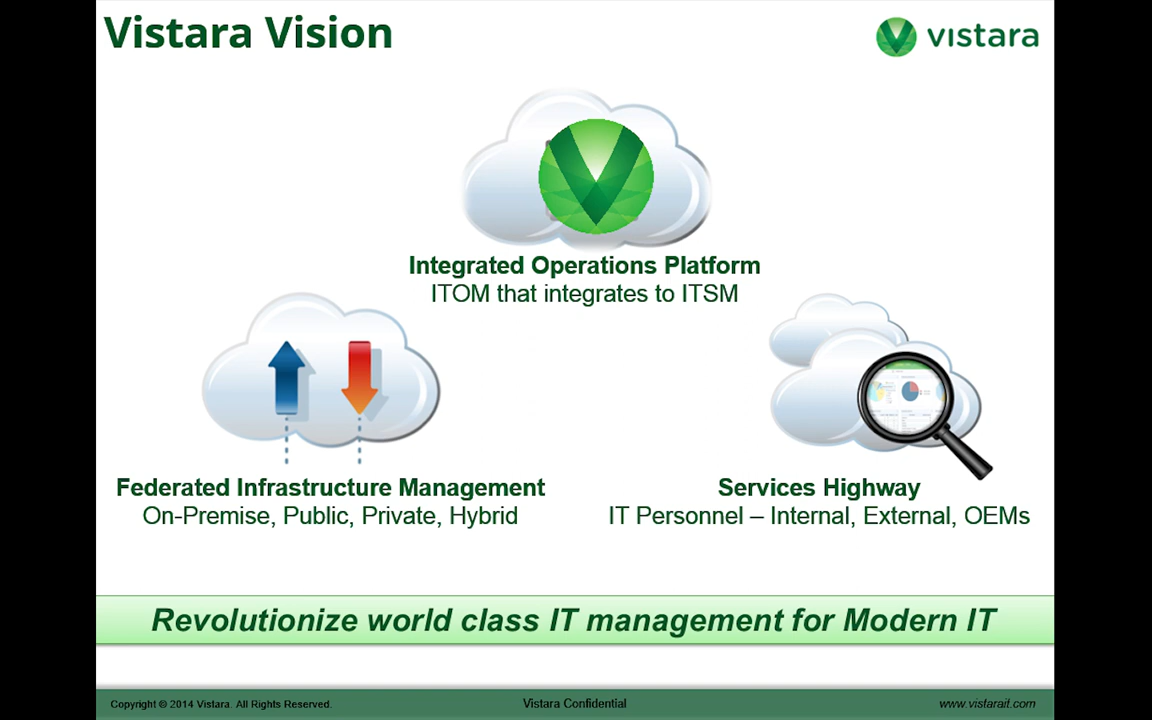 Vistara Vision
vistara
Integrated Operations Platform
ITOM that integrates to ITSM
Federated Infrastructure Management
On-Premise, Public, Private, Hybrid
Services Highway
IT Personnel – Internal, External, OEMs
Revolutionize world class IT management for Modern IT
Copyright © 2014 Vistara. All Rights Reserved.
Vistara Confidential
www.vistarait.com